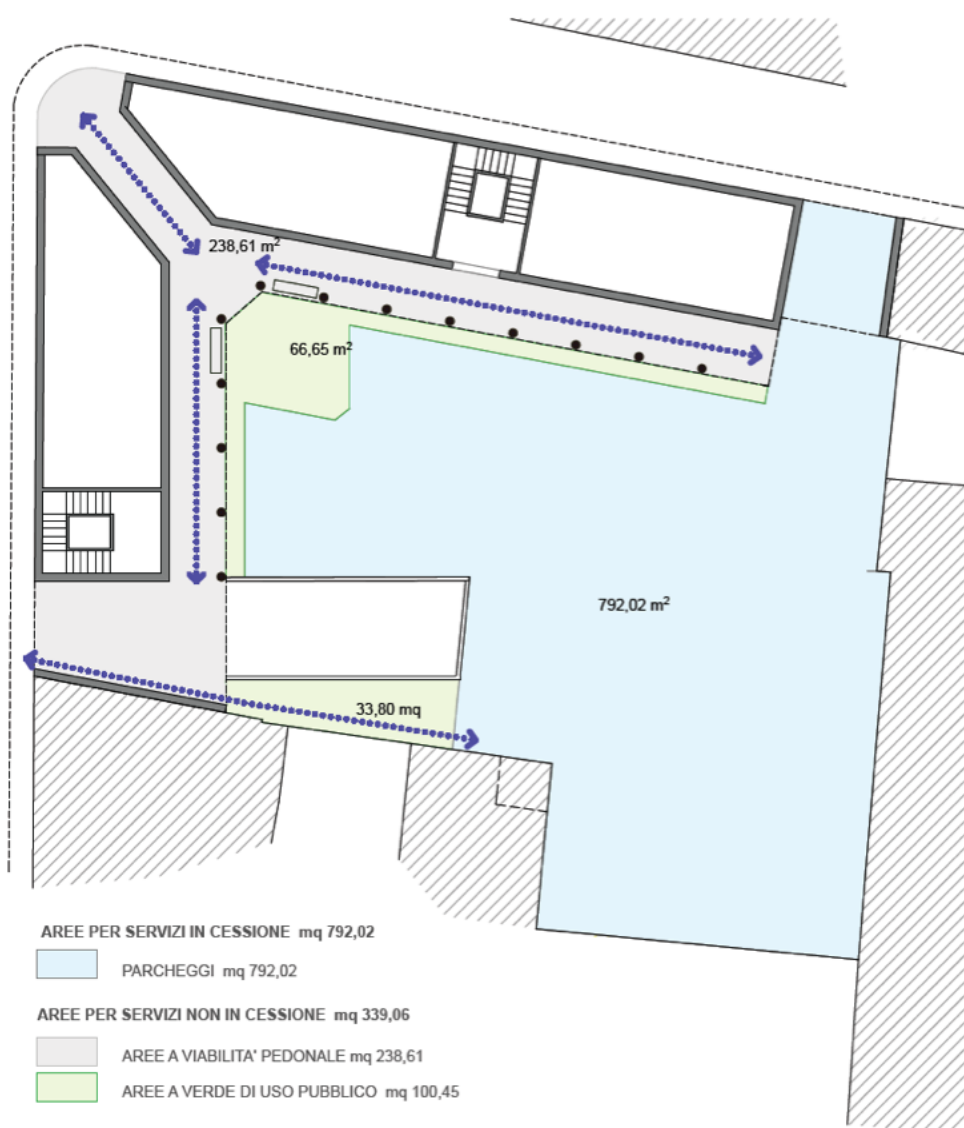 238,61 m²
66,65 m²
792,02 m²
33,80 mq
AREE PER SERVIZI IN CESSIONE mq 792,02
PARCHEGGI mq 792,02
AREE PER SERVIZI NON IN CESSIONE mq 339,06
AREE A VIABILITA' PEDONALE mq 238,61
AREE A VERDE DI USO PUBBLICO mq 100,45